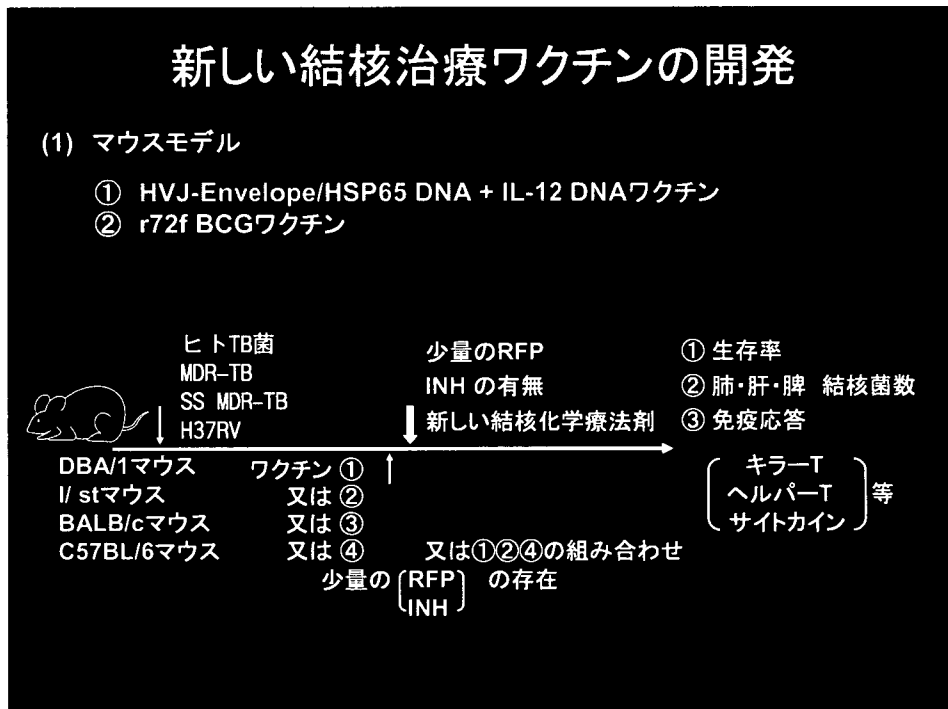 新しい結核治療ワクチンの開発
(1) マウスモデル
① HVJ-Envelope/HSP65 DNA + IL-12 DNAワクチン
② r72f BCGワクチン
ヒトTB菌
MDR-TB
SS MDR-TB
H37RV
少量のRFP
INH の有無
新しい結核化学療法剤
① 生存率
② 肺・肝・脾 結核菌数
③ 免疫応答
DBA/1マウス
I/ stマウス
BALB/cマウス
C57BL/6マウス
ワクチン ①
又は ②
又は ③
又は ④ 又は①②④の組み合わせ
少量の (RFP INH) の存在
キラーT
ヘルパーT 等
サイトカイン